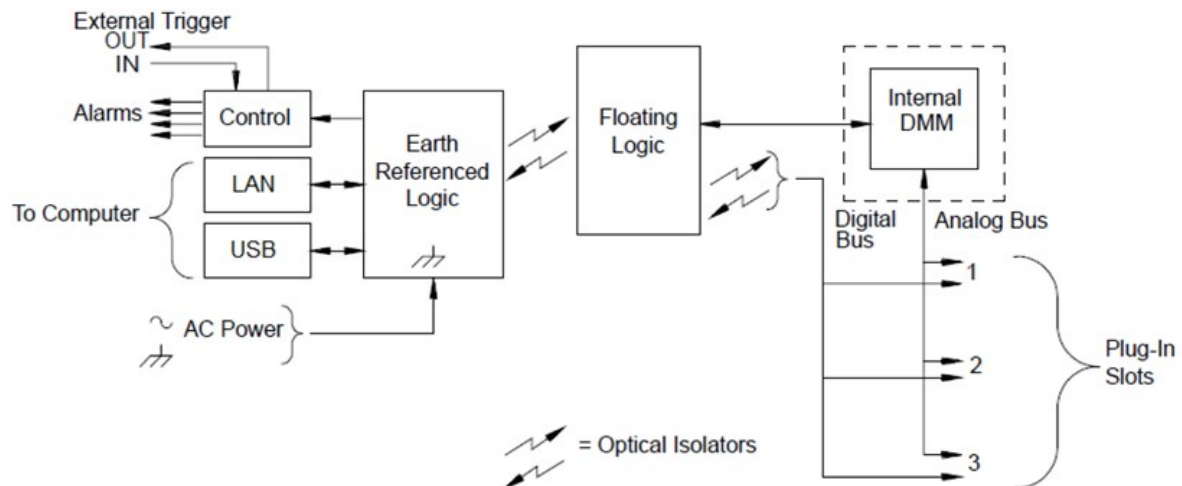 External Trigger
OUT
IN
Alarms
Control
LAN
To Computer
USB
AC Power
Earth
Referenced
Logic
Floating
Logic
Internal
DMM
Digital
Bus
Analog Bus
1
2
3
Plug-In
Slots
= Optical Isolators